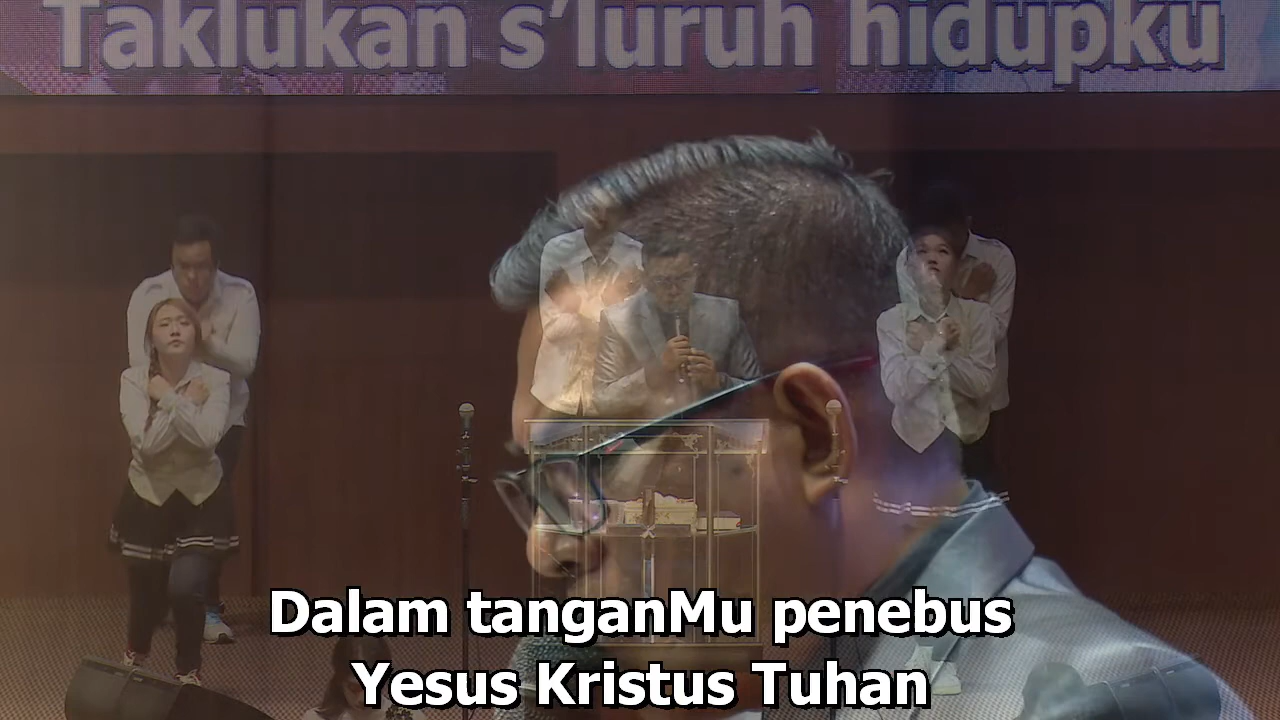 Taklukan s'luruh hidupku
Dalam tanganMu penebus
Yesus Kristus Tuhan